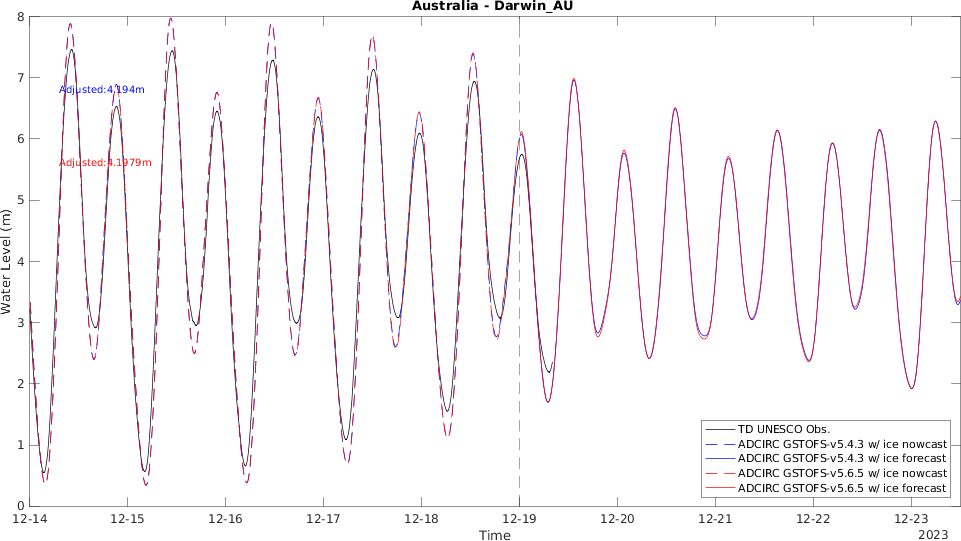 Australia - Darwin_AU
8
7
6
5
4
3
2
1
0
Water Level (m)
Adjusted:4.194m
Adjusted:4.1979m
TD UNESCO Obs.
ADCIRC GSTOFS-v5.4.3 w/ ice nowcast
ADCIRC GSTOFS-v5.4.3 w/ ice forecast
ADCIRC GSTOFS-v5.6.5 w/ ice nowcast
ADCIRC GSTOFS-v5.6.5 w/ ice forecast
12-14 12-15 12-16 12-17 12-18 12-19 12-20 12-21 12-22 12-23
Time
2023